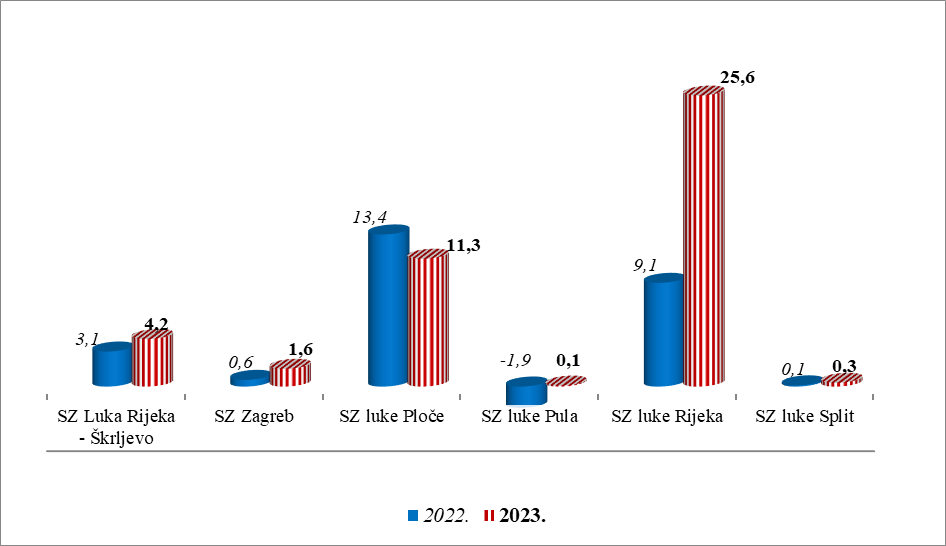 25,6
13,4
11,3
9,1
3,1
4,2
0,6
1,6
-1,9
0,1
0,1
0,3
SZ Luka Rijeka
- Škrljevo
SZ Zagreb
SZ luke Ploče
SZ luke Pula
SZ luke Rijeka
SZ luke Split
2022.
2023.